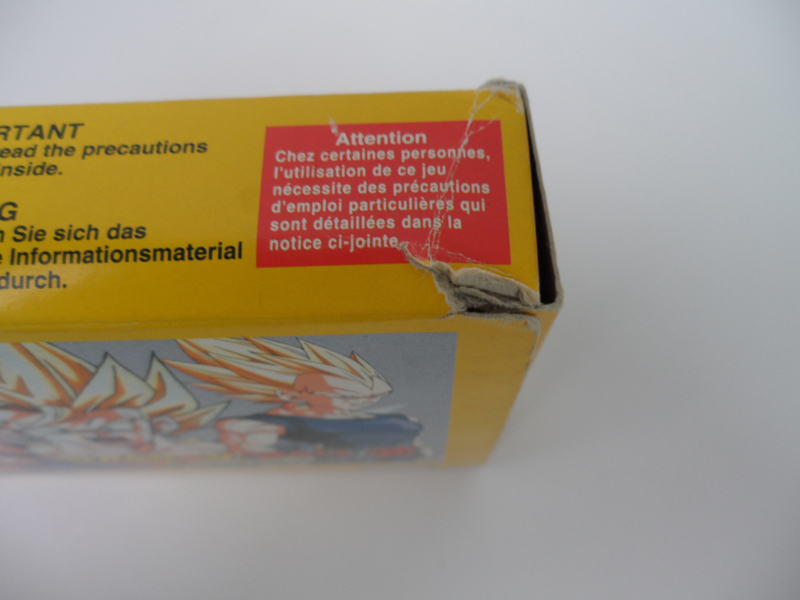 RTANT
ead the precautions
nside.
G
n Sie sich das
e Informationsmaterial
durch.
Attention
Chez certaines personnes,
l'utilisation de ce jeu
nécessite des précautions
d'emploi particulières qui
sont détaillées dans la
notice ci-jointe.